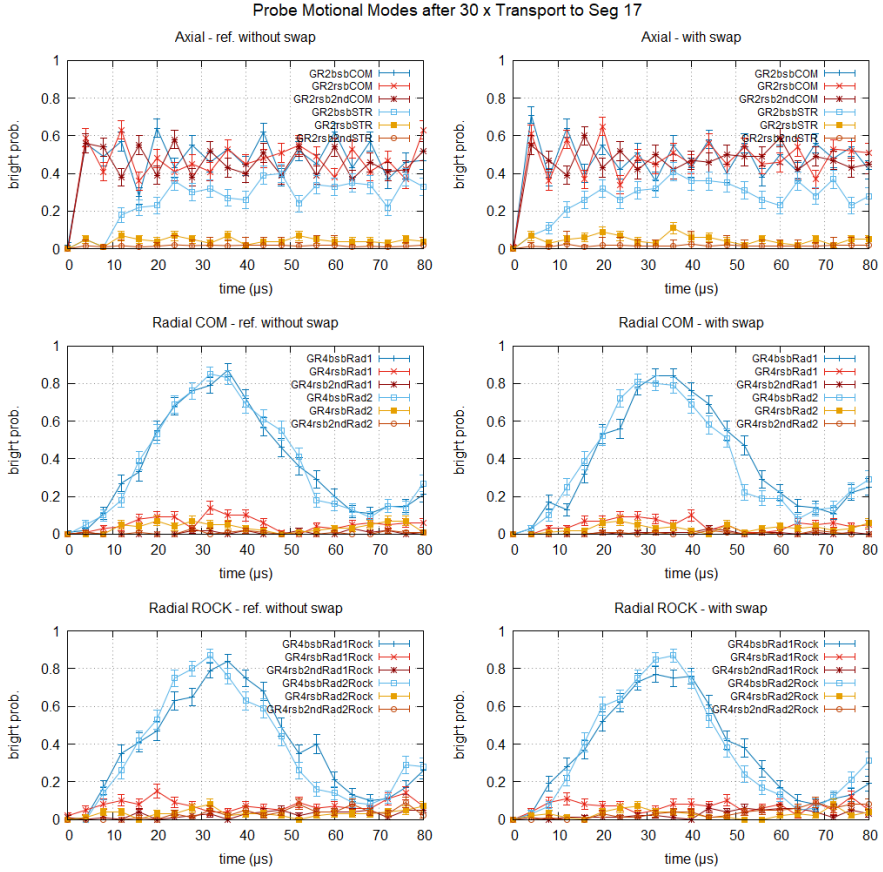 Probe Motional Modes after 30 x Transport to Seg 17
Axial - ref. without swap
bright prob.
1
0.8
0.6
0.4
0.2
0
GR2bsbCOM
GR2rsbCOM
GR2rsb2ndCOM
GR2bsbSTR
GR2rsbSTR
GR2rsb2ndSTR
0 10 20 30 40 50 60 70 80
time (µs)
Axial - with swap
bright prob.
1
0.8
0.6
0.4
0.2
0
GR2bsbCOM
GR2rsbCOM
GR2rsb2ndCOM
GR2bsbSTR
GR2rsbSTR
GR2rsb2ndSTR
0 10 20 30 40 50 60 70 80
time (µs)
Radial COM - ref. without swap
bright prob.
1
0.8
0.6
0.4
0.2
0
GR4bsbRad1
GR4rsbRad1
GR4rsb2ndRad1
GR4bsbRad2
GR4rsbRad2
GR4rsb2ndRad2
0 10 20 30 40 50 60 70 80
time (µs)
Radial COM - with swap
bright prob.
1
0.8
0.6
0.4
0.2
0
GR4bsbRad1
GR4rsbRad1
GR4rsb2ndRad1
GR4bsbRad2
GR4rsbRad2
GR4rsb2ndRad2
0 10 20 30 40 50 60 70 80
time (µs)
Radial ROCK - ref. without swap
bright prob.
1
0.8
0.6
0.4
0.2
0
GR4bsbRad1Rock
GR4rsbRad1Rock
GR4rsb2ndRad1Rock
GR4bsbRad2Rock
GR4rsbRad2Rock
GR4rsb2ndRad2Rock
0 10 20 30 40 50 60 70 80
time (µs)
Radial ROCK - with swap
bright prob.
1
0.8
0.6
0.4
0.2
0
GR4bsbRad1Rock
GR4rsbRad1Rock
GR4rsb2ndRad1Rock
GR4bsbRad2Rock
GR4rsbRad2Rock
GR4rsb2ndRad2Rock
0 10 20 30 40 50 60 70 80
time (µs)